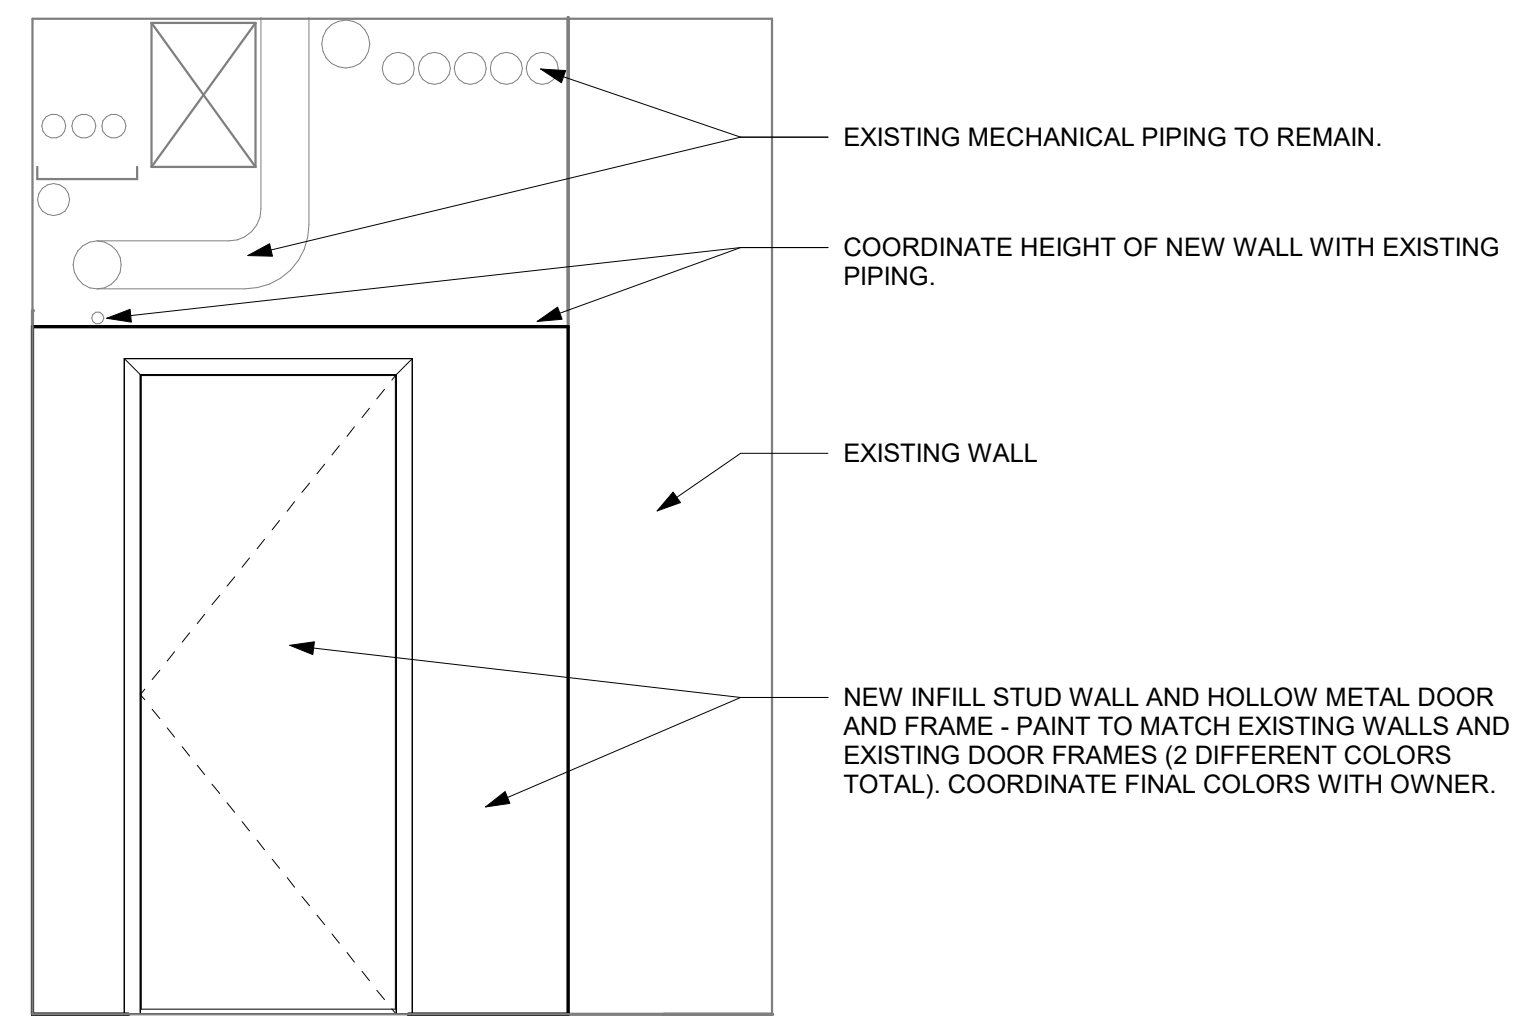 EXISTING MECHANICAL PIPING TO REMAIN.
COORDINATE HEIGHT OF NEW WALL WITH EXISTING
PIPING.
EXISTING WALL
NEW INFILL STUD WALL AND HOLLOW METAL DOOR
AND FRAME - PAINT TO MATCH EXISTING WALLS AND
EXISTING DOOR FRAMES (2 DIFFERENT COLORS
TOTAL). COORDINATE FINAL COLORS WITH OWNER.